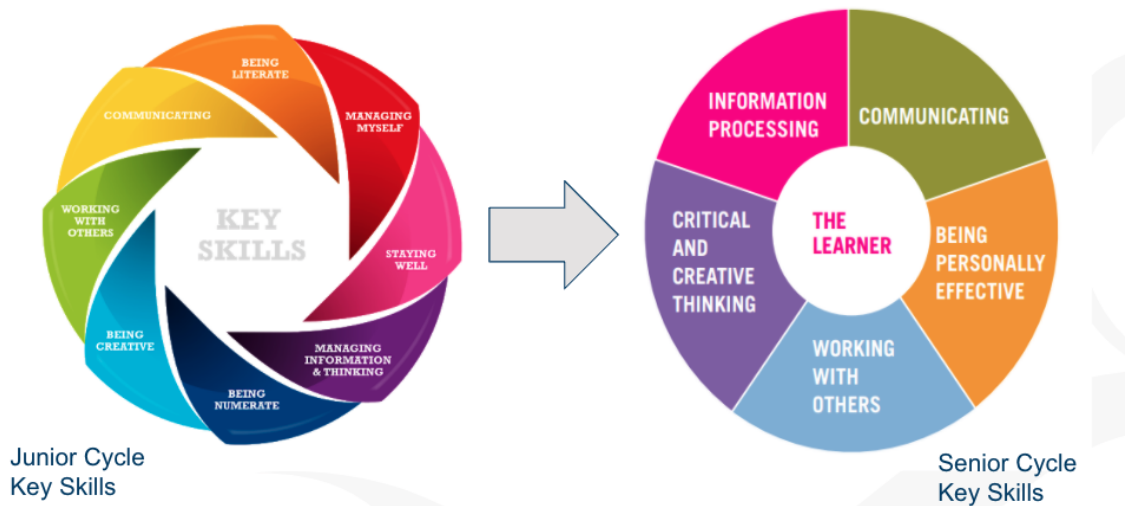 BEING
LITERATE
MANAGING
MYSELF
STAYING
WELL
MANAGING
INFORMATION
& THINKING
BEING
NUMERATE
BEING
CREATIVE
WORKING
WITH
OTHERS
COMMUNICATING
KEY
SKILLS
Junior Cycle
Key Skills
INFORMATION
PROCESSING
COMMUNICATING
BEING
PERSONALLY
EFFECTIVE
WORKING
WITH
OTHERS
CRITICAL
AND
CREATIVE
THINKING
THE
LEARNER
Senior Cycle
Key Skills